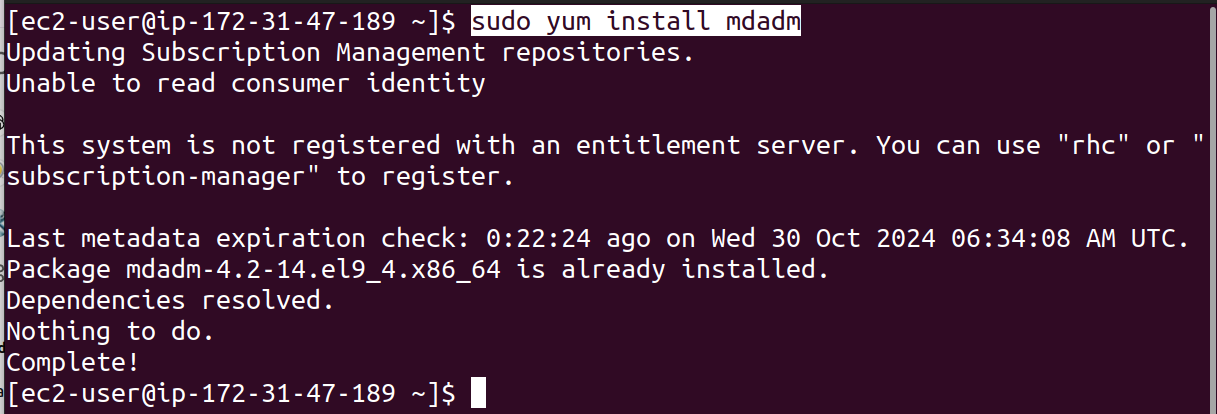 [ec2-user@ip-172-31-47-189 ~]$ sudo yum install mdadm
Updating Subscription Management repositories.
Unable to read consumer identity
This system is not registered with an entitlement server. You can use "rhc" or "
subscription-manager" to register.
Last metadata expiration check: 0:22:24 ago on Wed 30 Oct 2024 06:34:08 AM UTC.
Package mdadm-4.2-14.el9_4.x86_64 is already installed.
Dependencies resolved.
Nothing to do.
Complete!
[ec2-user@ip-172-31-47-189 ~]$